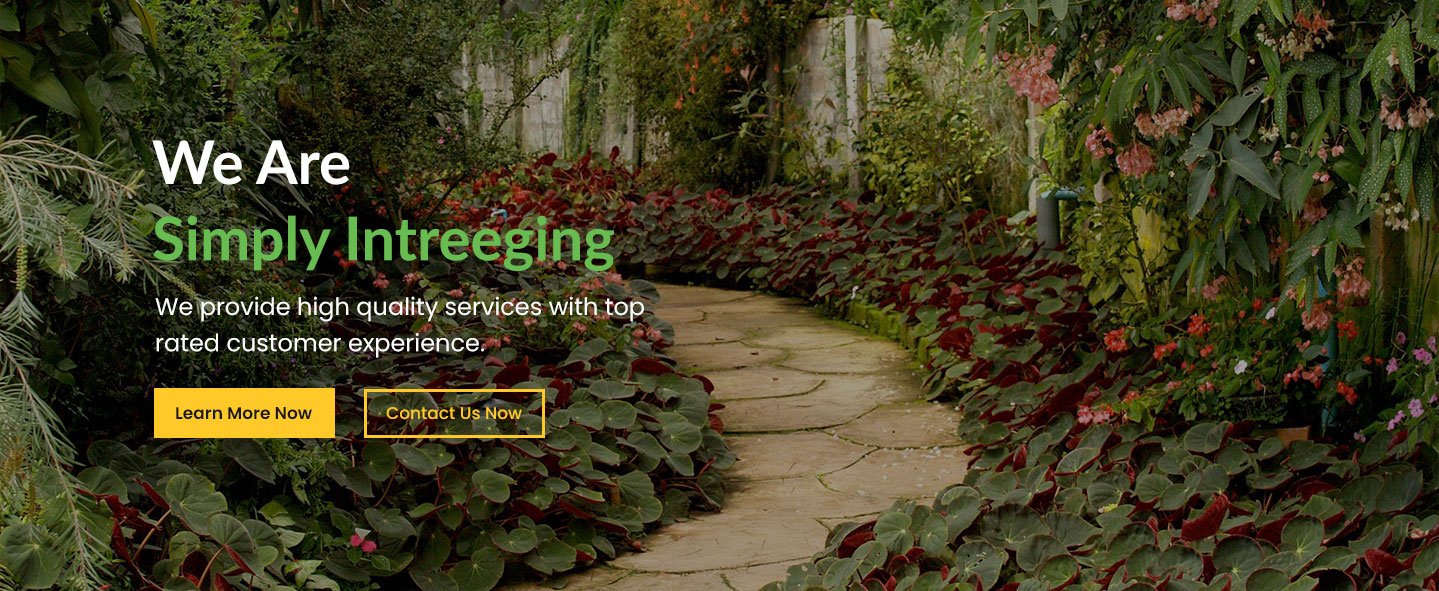 We Are
Simply Intreeging
We provide high quality services with top
rated customer experience.
Learn More Now
Contact Us Now